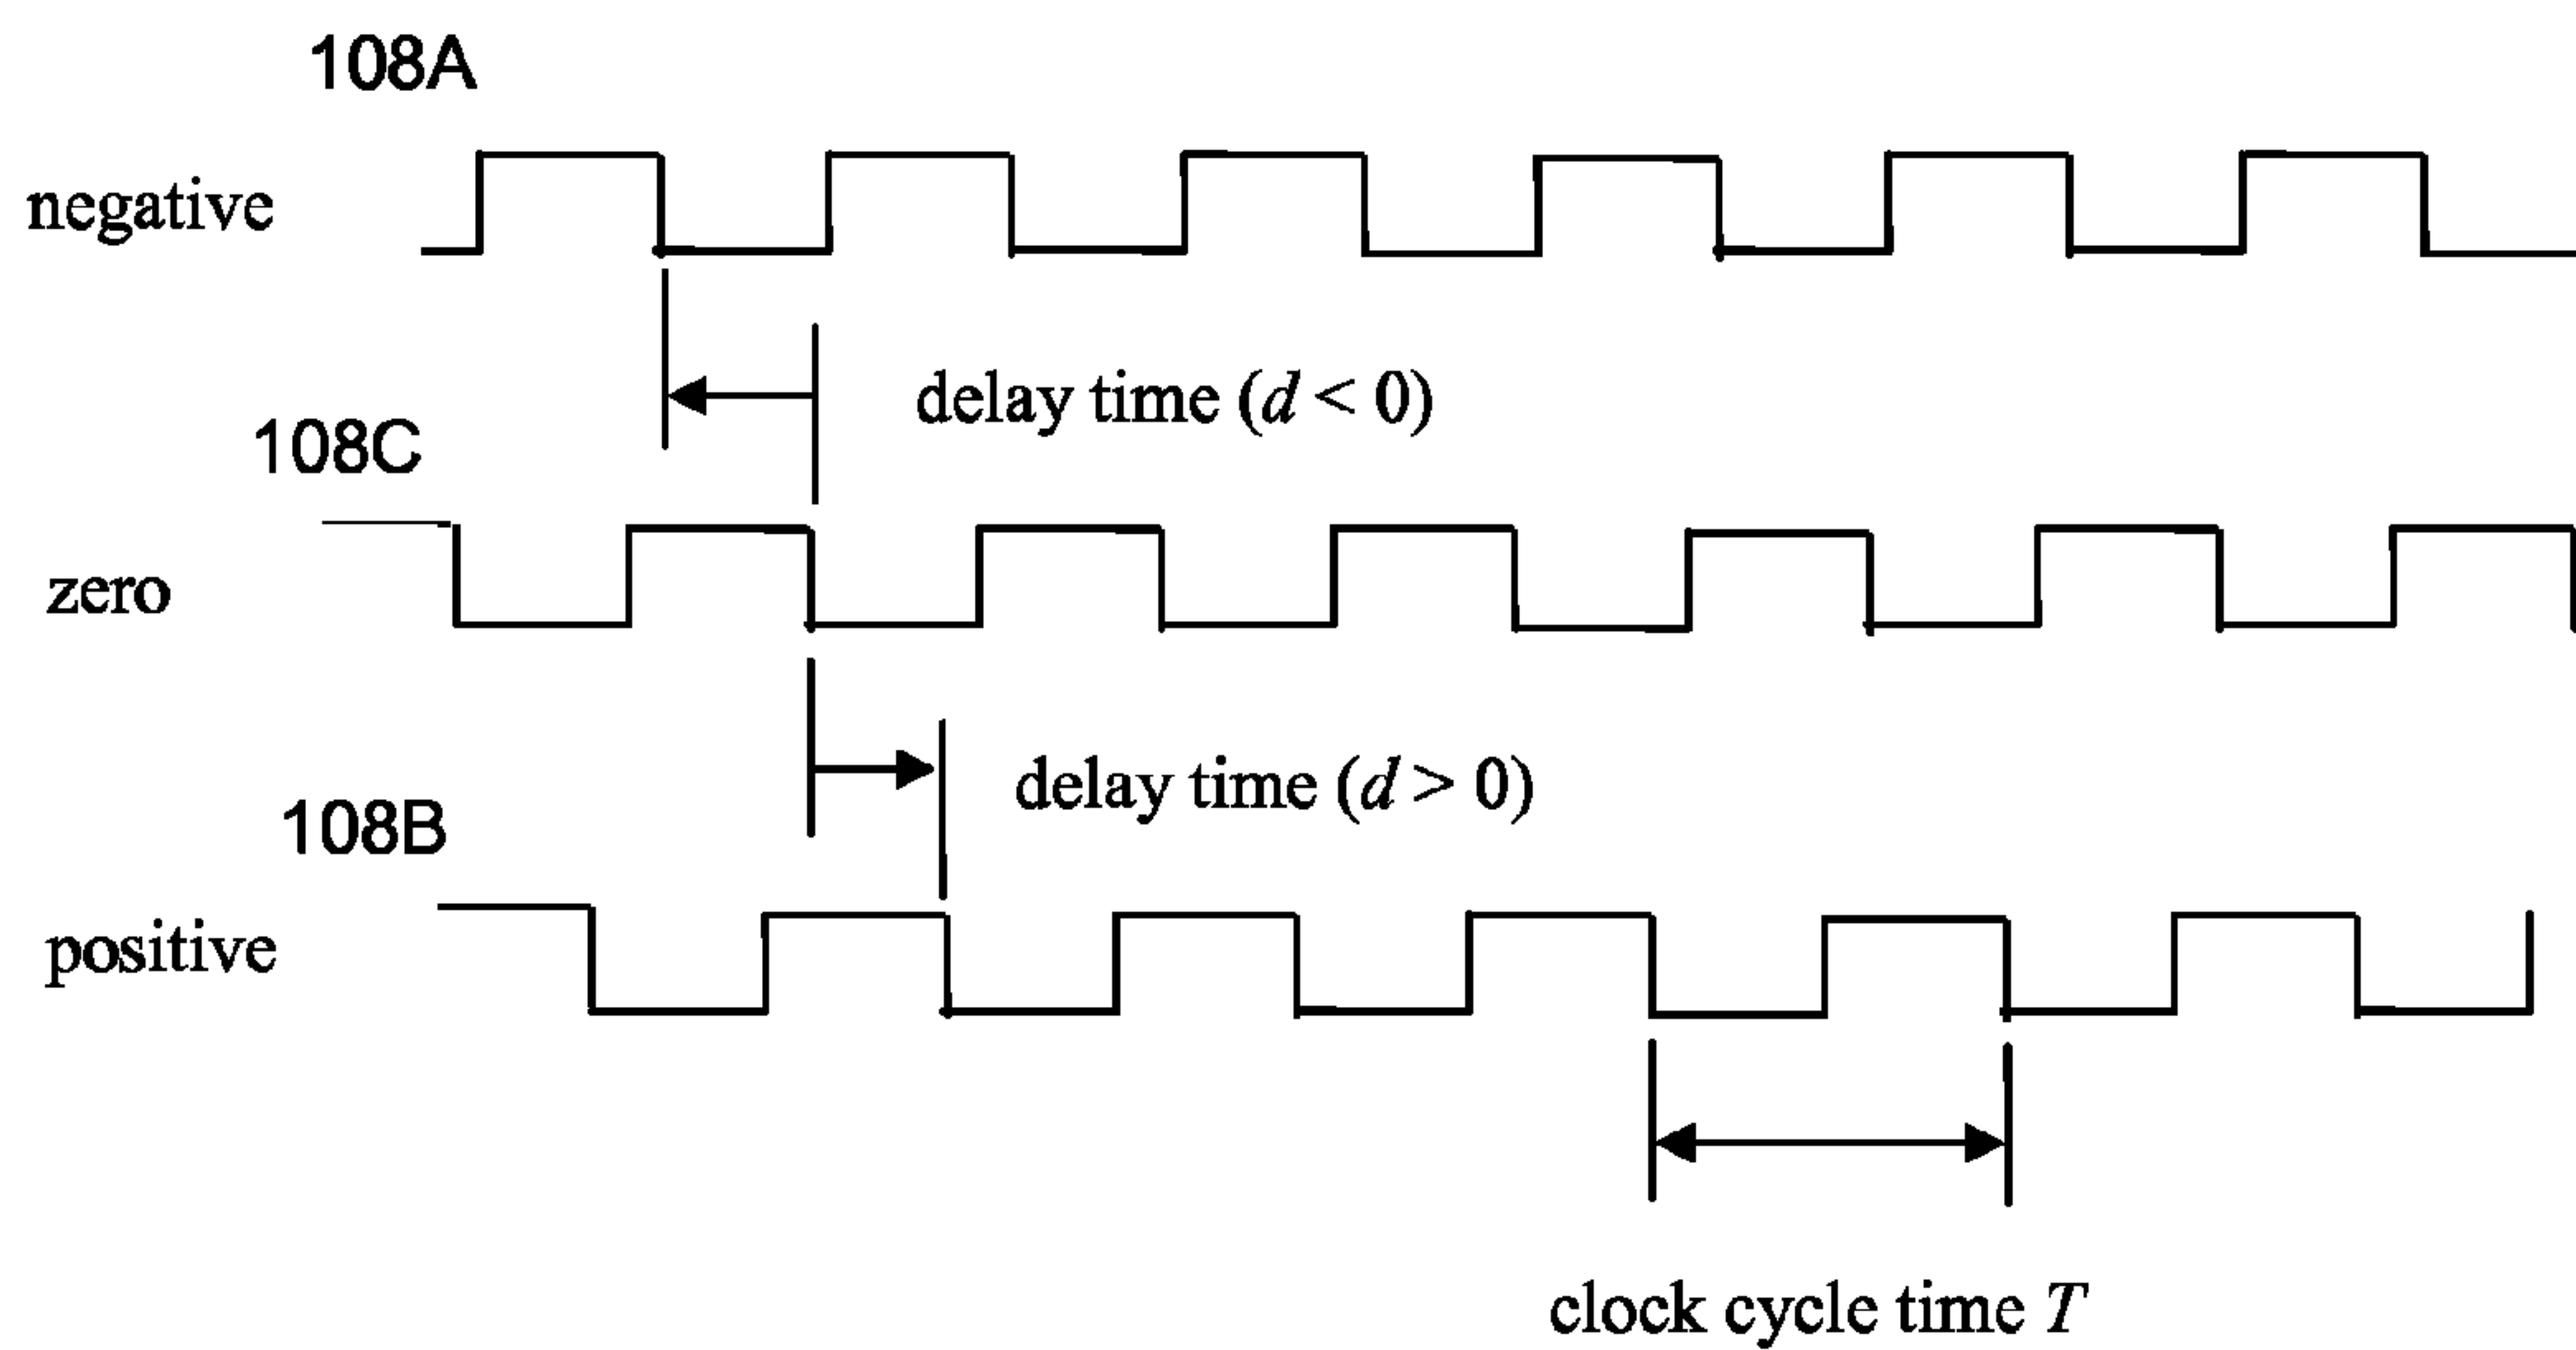 108A
negative
delay time (d < 0)
108C
zero
delay time (d > 0)
108B
positive
clock cycle time T